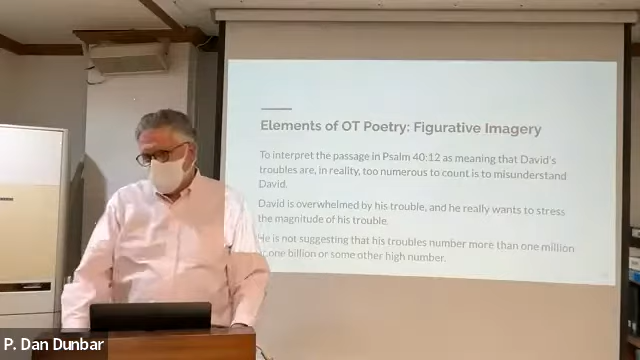 Elements of OT Poetry: Figurative Imagery
To interpret the passage in Psalm 40:12 as meaning that David's
troubles are, in reality, too numerous to count is to misunderstand
David.
David is overwhelmed by his trouble, and he really wants to stress
the magnitude of his trouble.
He is not suggesting that his troubles number more than one million
or one billion or some other high number.
P. Dan Dunbar